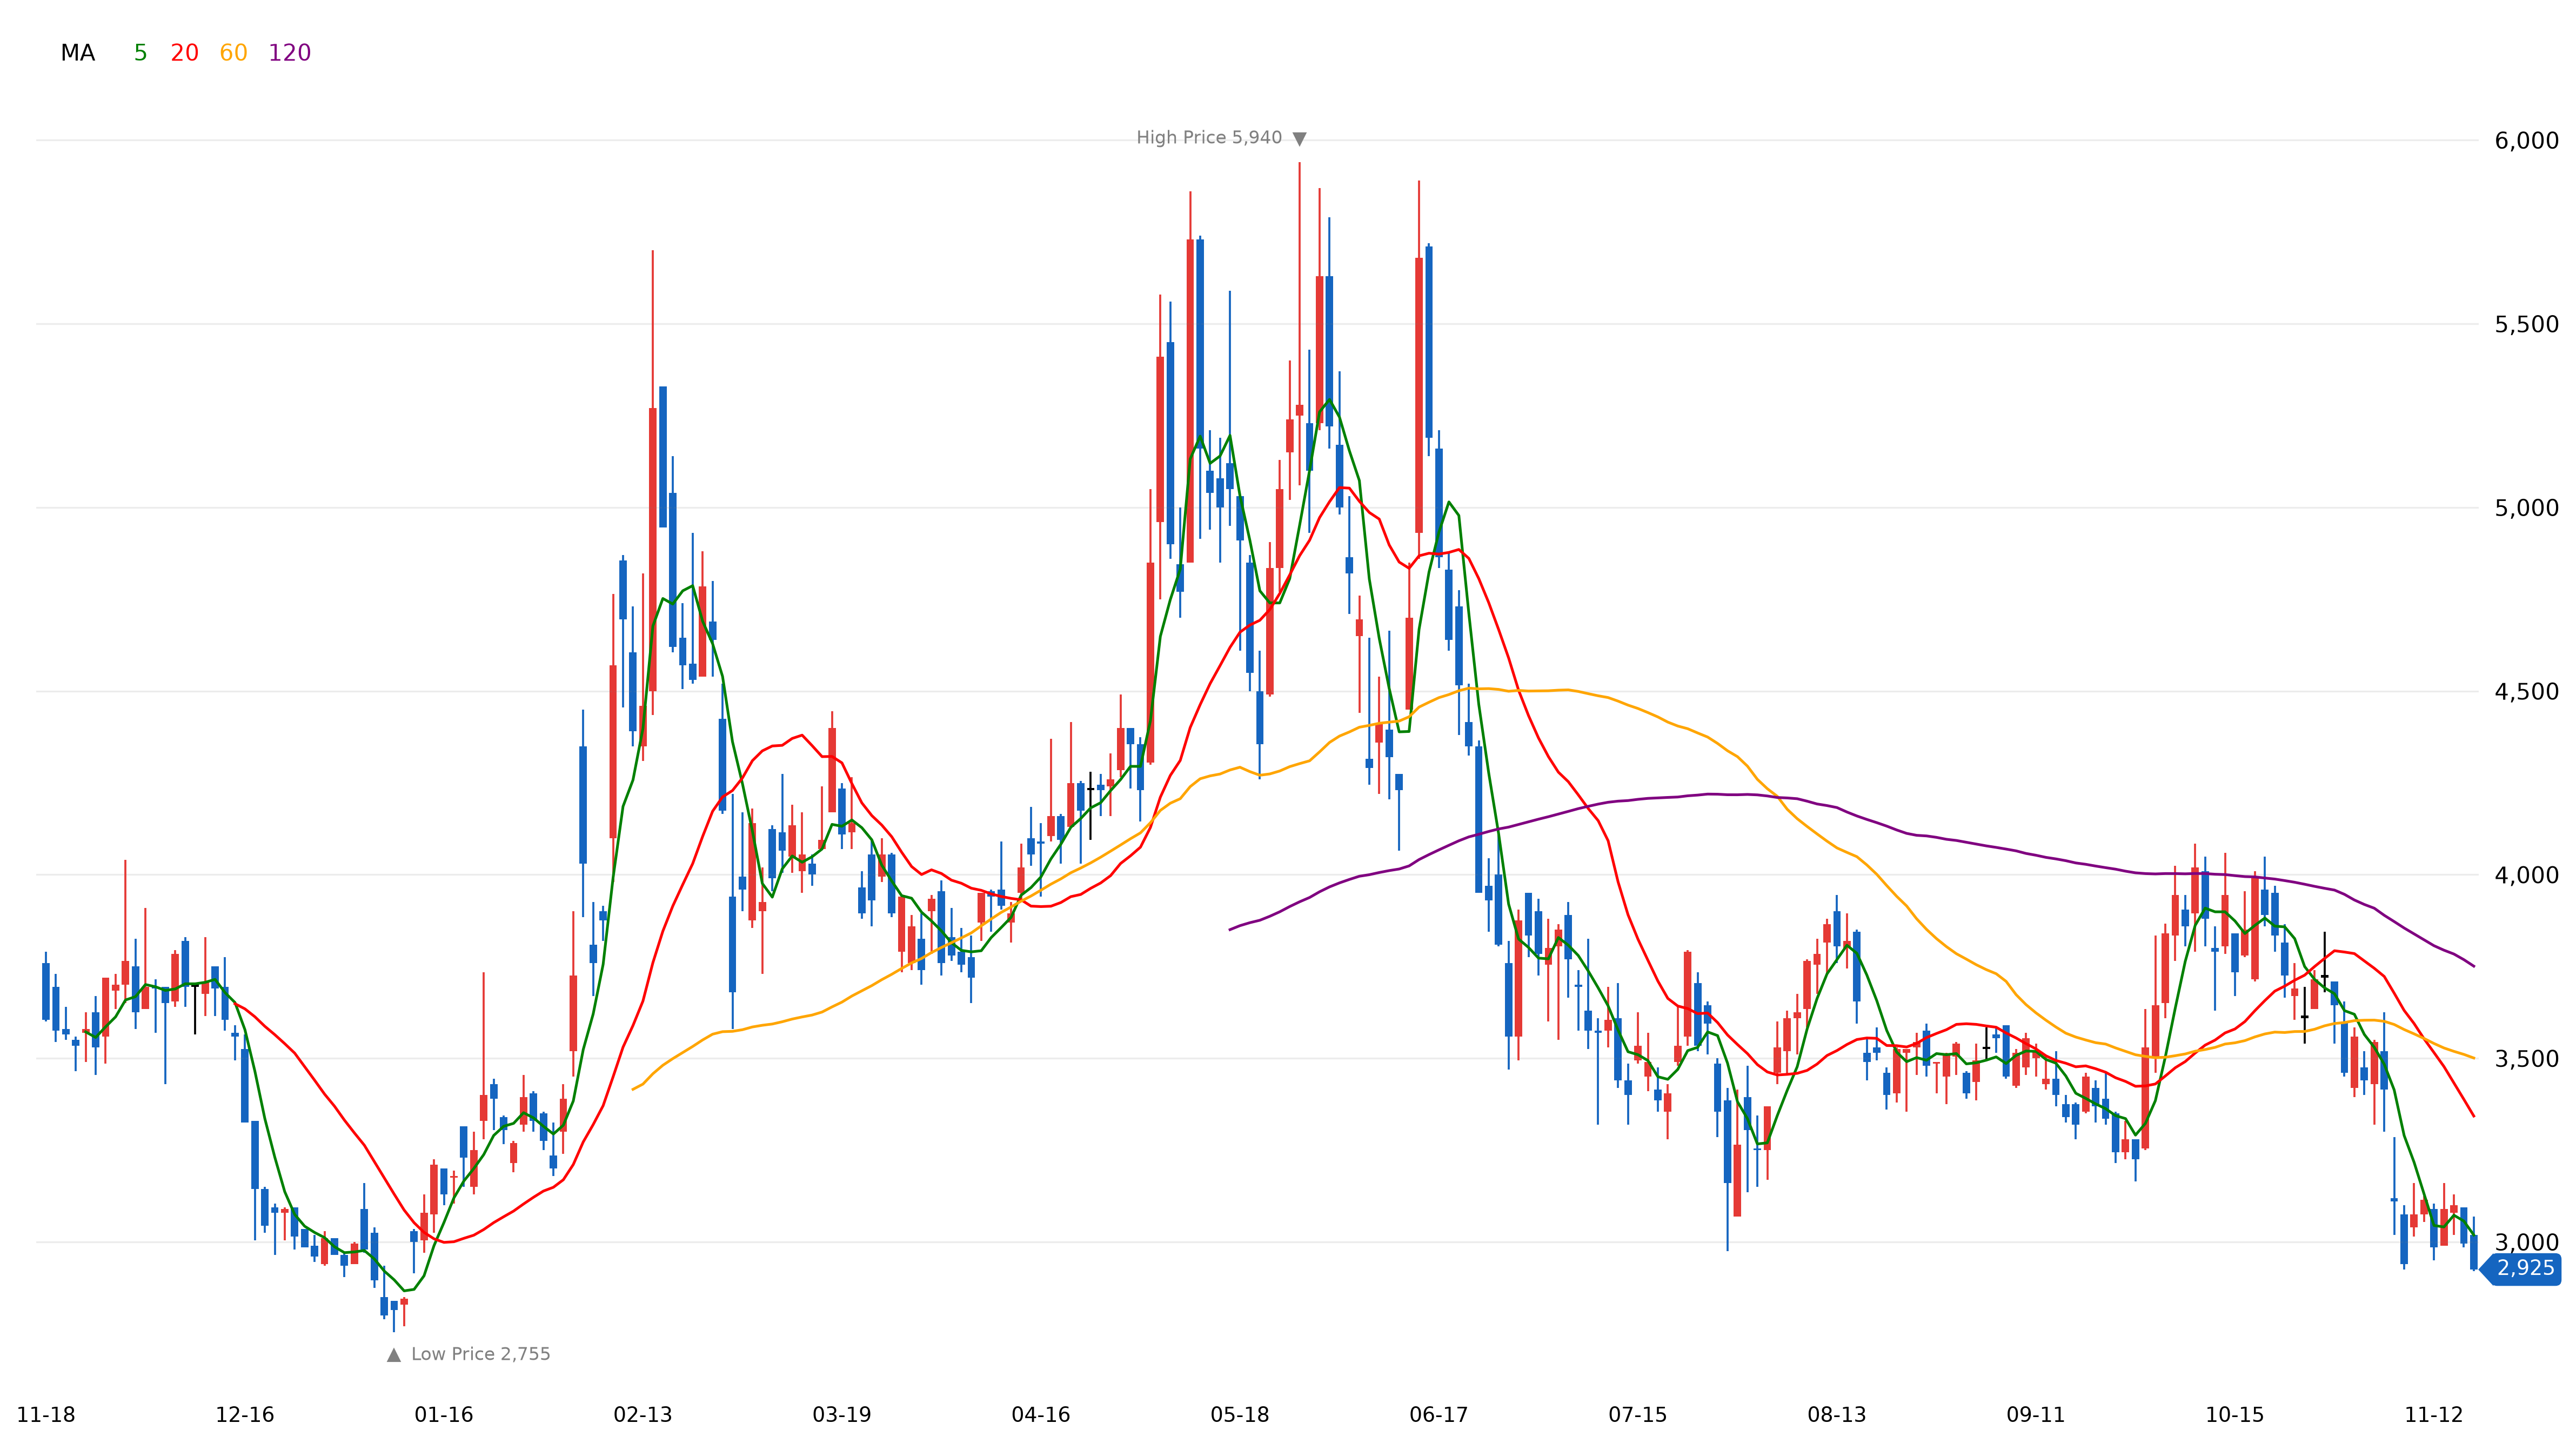 MA 5 20 60 120
High Price 5,940 ▼
6,000
5,500
5,000
4,500
4,000
3,500
3,000
2,925
▲ Low Price 2,755
11-18 12-16 01-16 02-13 03-19 04-16 05-18 06-17 07-15 08-13 09-11 10-15 11-12